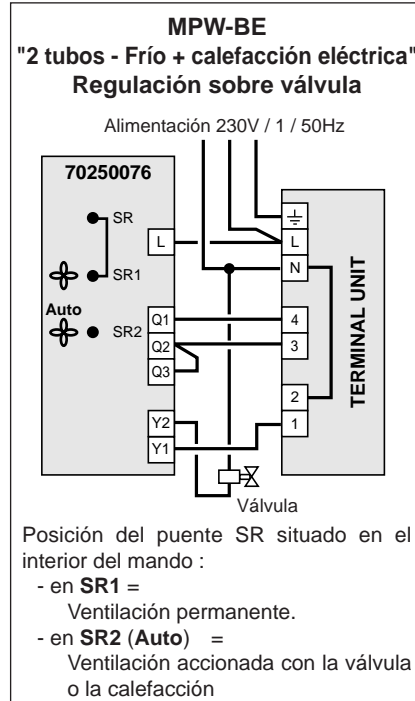 MPW-BE
"2 tubos - Frío + calefacción eléctrica"
Regulación sobre válvula
Alimentación 230V / 1 / 50Hz
70250076
SR
L
L
N
SR1
Auto
SR2
Q1
4
Q2
3
Q3
2
Y2
1
Y1
TERMINAL UNIT
Válvula
Posición del puente SR situado en el
interior del mando :
- en SR1 =
Ventilación permanente.
- en SR2 (Auto) =
Ventilación accionada con la válvula
o la calefacción